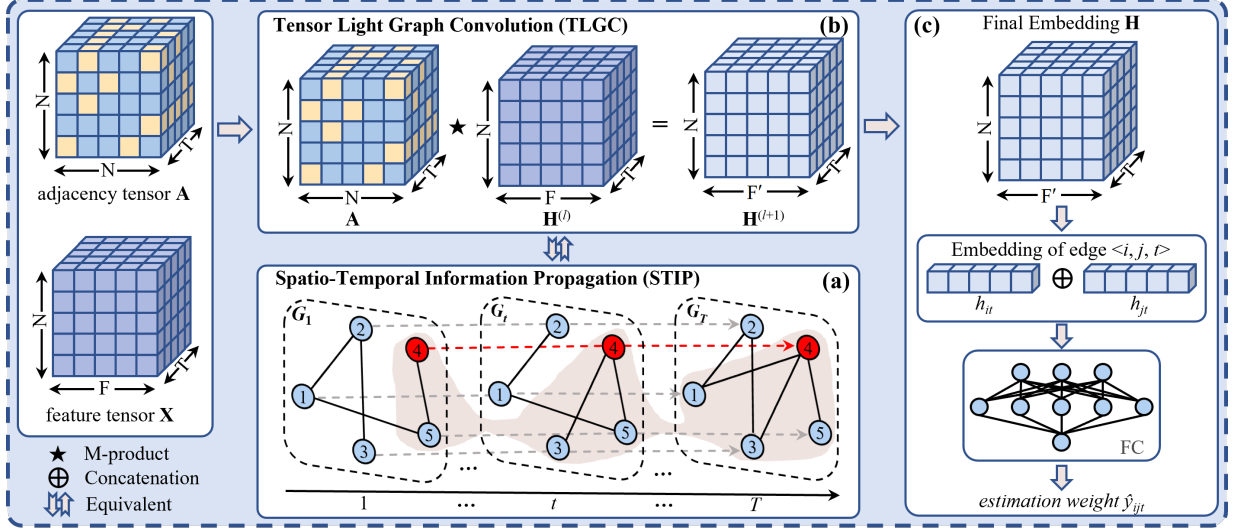 N
N
T
adjacency tensor A
N
F
T
feature tensor X
★ M-product
⊕ Concatenation
Equivalent
Tensor Light Graph Convolution (TLGC)
(b)
N
N
T
A
★
N
F
T
H(l)
=
N
F′
T
H(l+1)
Spatio-Temporal Information Propagation (STIP)
(a)
G1
2
4
1
5
3
...
Gt
2
4
1
5
3
...
GT
2
4
1
5
3
1 ... t ... T
(c)
Final Embedding H
N
F′
T
Embedding of edge <i, j, t>
⊕
hit hjt
FC
estimation weight ŷijt